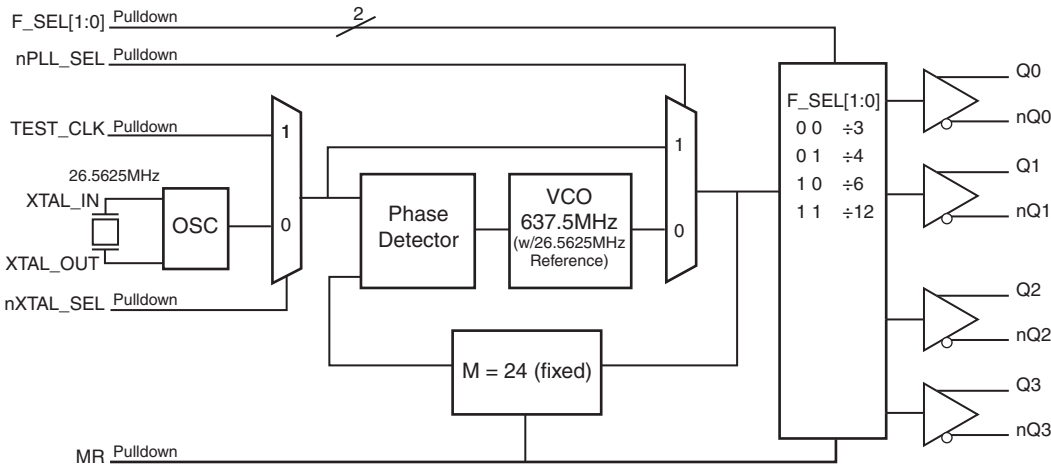 F_SEL[1:0] Pulldown
2
nPLL_SEL Pulldown
TEST_CLK Pulldown
26.5625MHz
XTAL_IN
OSC
XTAL_OUT
nXTAL_SEL Pulldown
1
0
Phase
Detector
VCO
637.5MHz
(w/26.5625MHz
Reference)
1
0
M = 24 (fixed)
MR Pulldown
F_SEL[1:0]
0 0 ÷3
0 1 ÷4
1 0 ÷6
1 1 ÷12
Q0
nQ0
Q1
nQ1
Q2
nQ2
Q3
nQ3